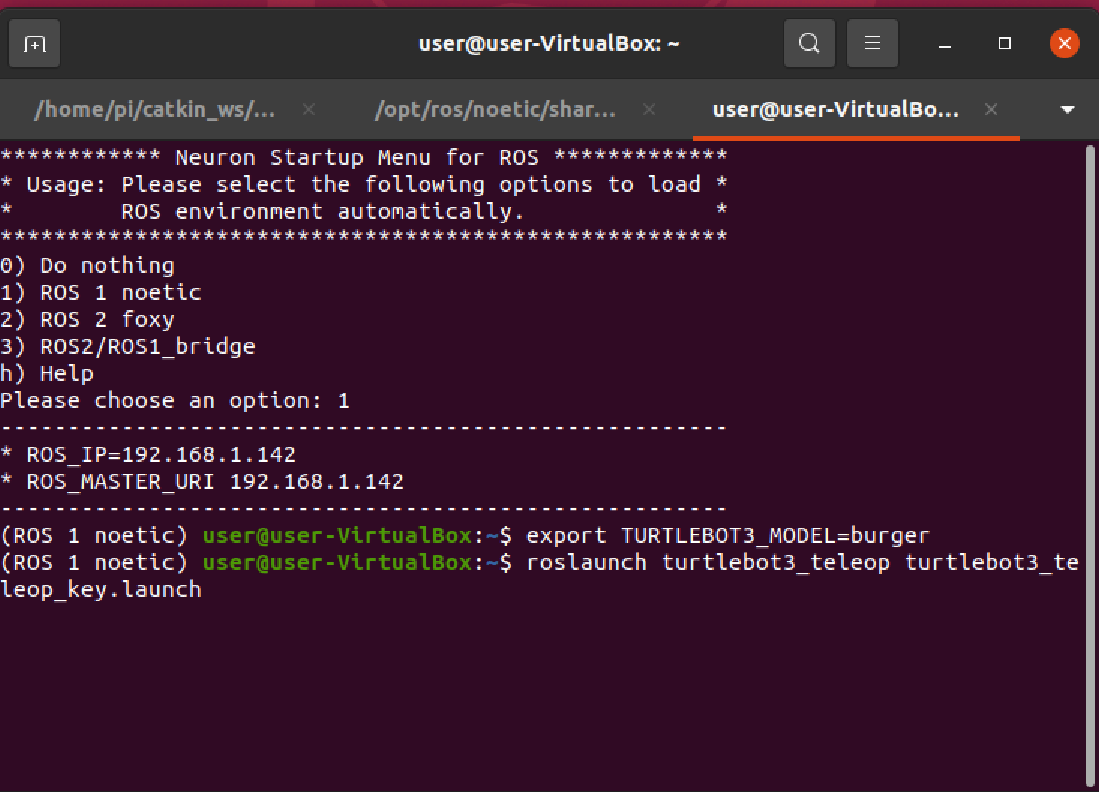 user@user-VirtualBox: ~
/home/pi/catkin_ws/...
/opt/ros/noetic/shar...
user@user-VirtualBo...
************ Neuron Startup Menu for ROS *************
* Usage: Please select the following options to load *
*        ROS environment automatically.              *
******************************************************
0) Do nothing
1) ROS 1 noetic
2) ROS 2 foxy
3) ROS2/ROS1_bridge
h) Help
Please choose an option: 1
------------------------------------------------------
* ROS_IP=192.168.1.142
* ROS_MASTER_URI 192.168.1.142
------------------------------------------------------
(ROS 1 noetic) user@user-VirtualBox:~$ export TURTLEBOT3_MODEL=burger
(ROS 1 noetic) user@user-VirtualBox:~$ roslaunch turtlebot3_teleop turtlebot3_te
leop_key.launch